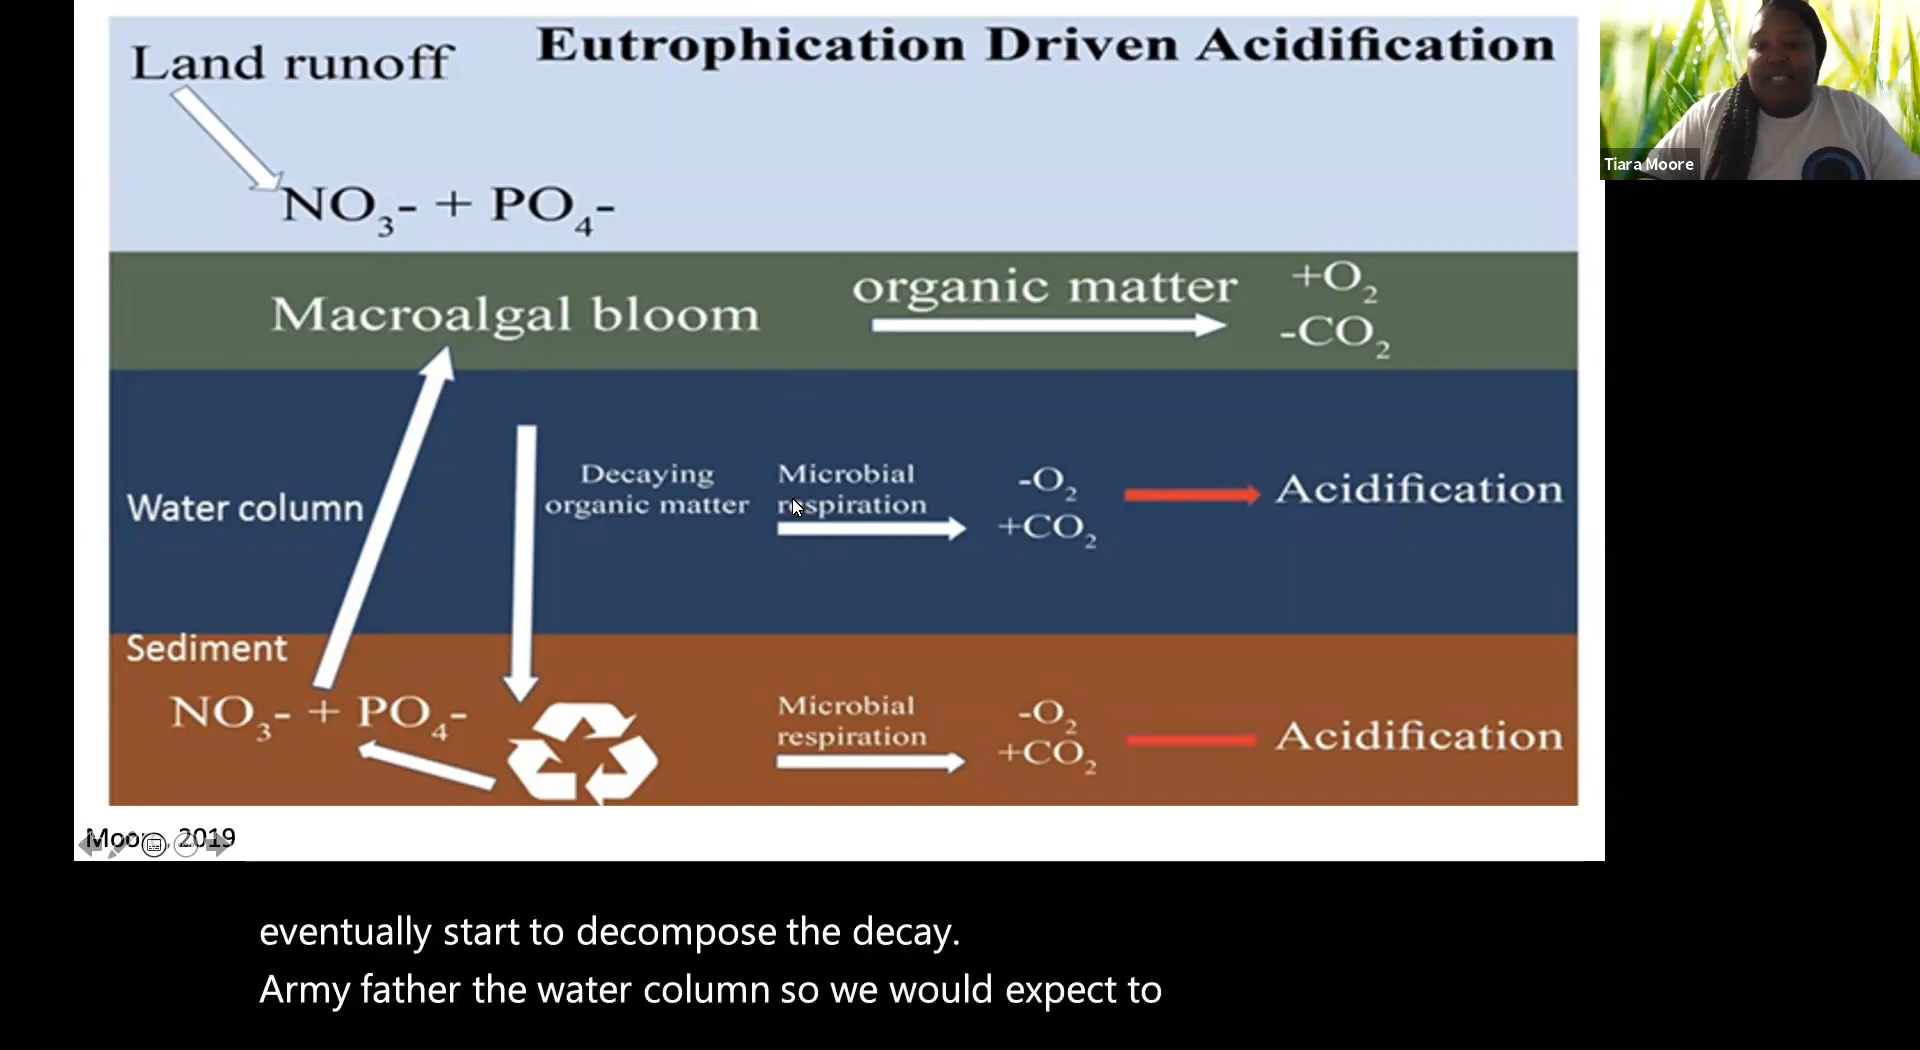 Land runoff
Eutrophication Driven Acidification
NO₃- + PO₄-
Macroalgal bloom
organic matter
+O₂
-CO₂
Water column
Decaying
organic matter
Microbial
respiration
-O₂
+CO₂
Acidification
Sediment
NO₃- + PO₄-
Microbial
respiration
-O₂
+CO₂
Acidification
2019
Tiara Moore
eventually start to decompose the decay.
Army father the water column so we would expect to